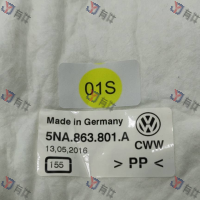 01S
Made in Germany
5NA.863.801.A
13.05.2016
CWW
155
> PP <